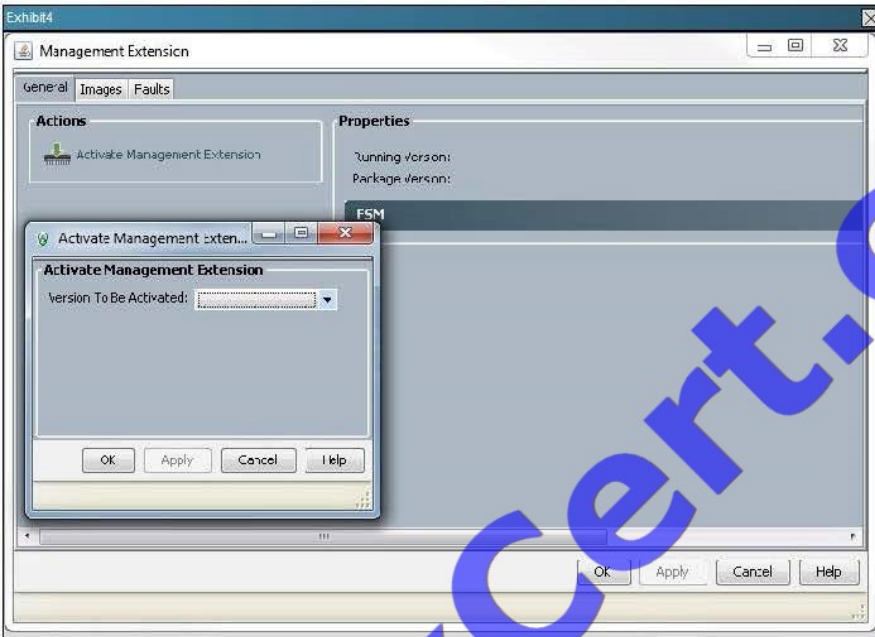 Exhibit4
Management Extension
General Images Faults
Actions
Activate Management Extension
Properties
Running Version:
Package Version:
FSM
Activate Management Exten...
Activate Management Extension
Version To Be Activated:
OK Apply Cancel Help
OK Apply Cancel Help
Cert.